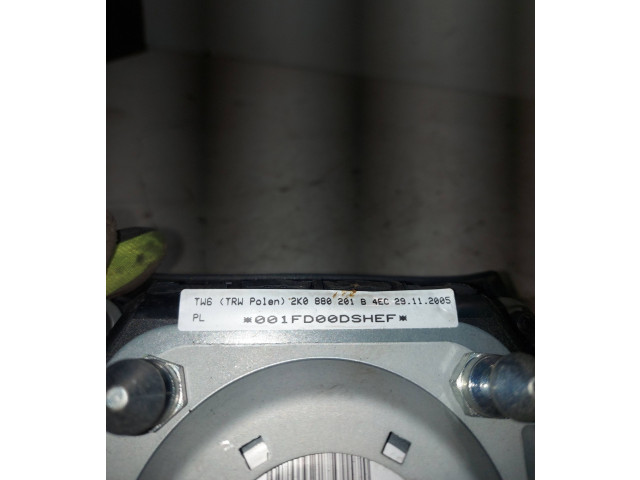 TW6 (TRW Polen) 2K0 880 201 B 4EC 29.11.2005
PL *001FD00DSHEF*